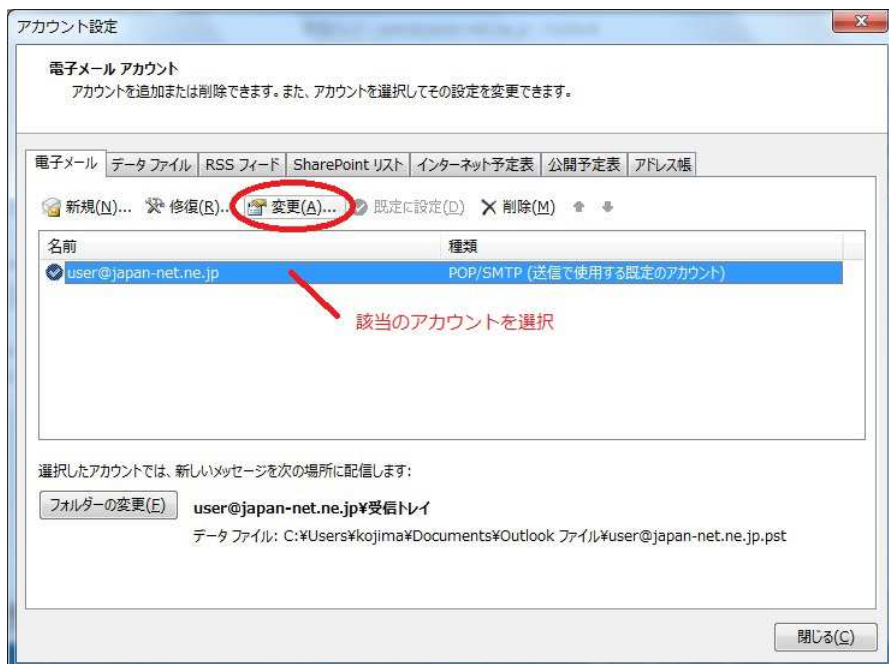 アカウント設定
電子メール アカウント
アカウントを追加または削除できます。また、アカウントを選択してその設定を変更できます。
電子メール データ ファイル RSS フィード SharePoint リスト インターネット予定表 公開予定表 アドレス帳
新規(N)... 修復(R)... 変更(A)... 既定に設定(D) 削除(M)
名前 種類
user@japan-net.ne.jp POP/SMTP (送信で使用する既定のアカウント)
該当のアカウントを選択
選択したアカウントでは、新しいメッセージを次の場所に配信します:
フォルダーの変更(F) user@japan-net.ne.jp¥受信トレイ
データ ファイル: C:¥Users¥kojima¥Documents¥Outlook ファイル¥user@japan-net.ne.jp.pst
閉じる(C)